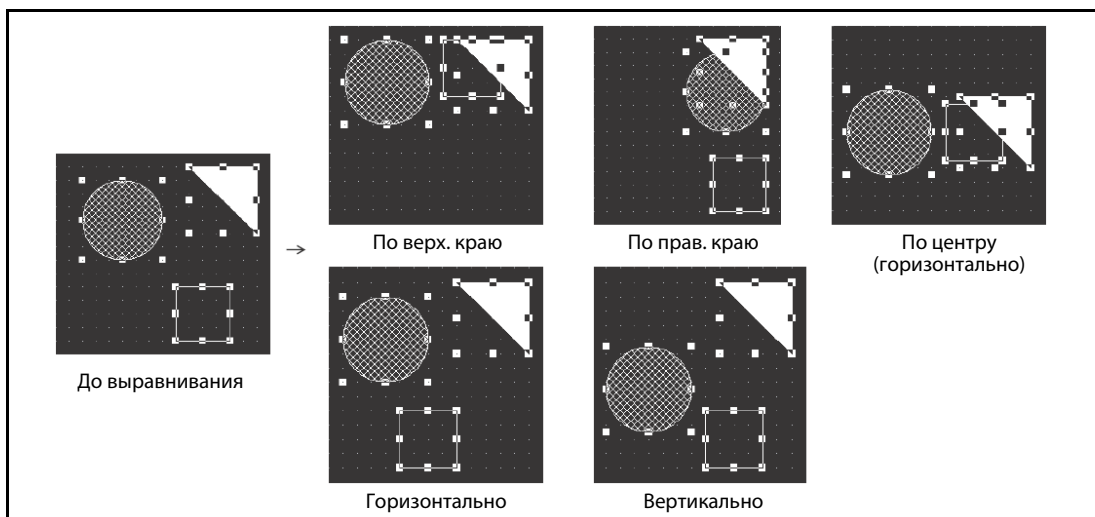 По верх. краю
По прав. краю
По центру
(горизонтально)
До выравнивания
Горизонтально
Вертикально